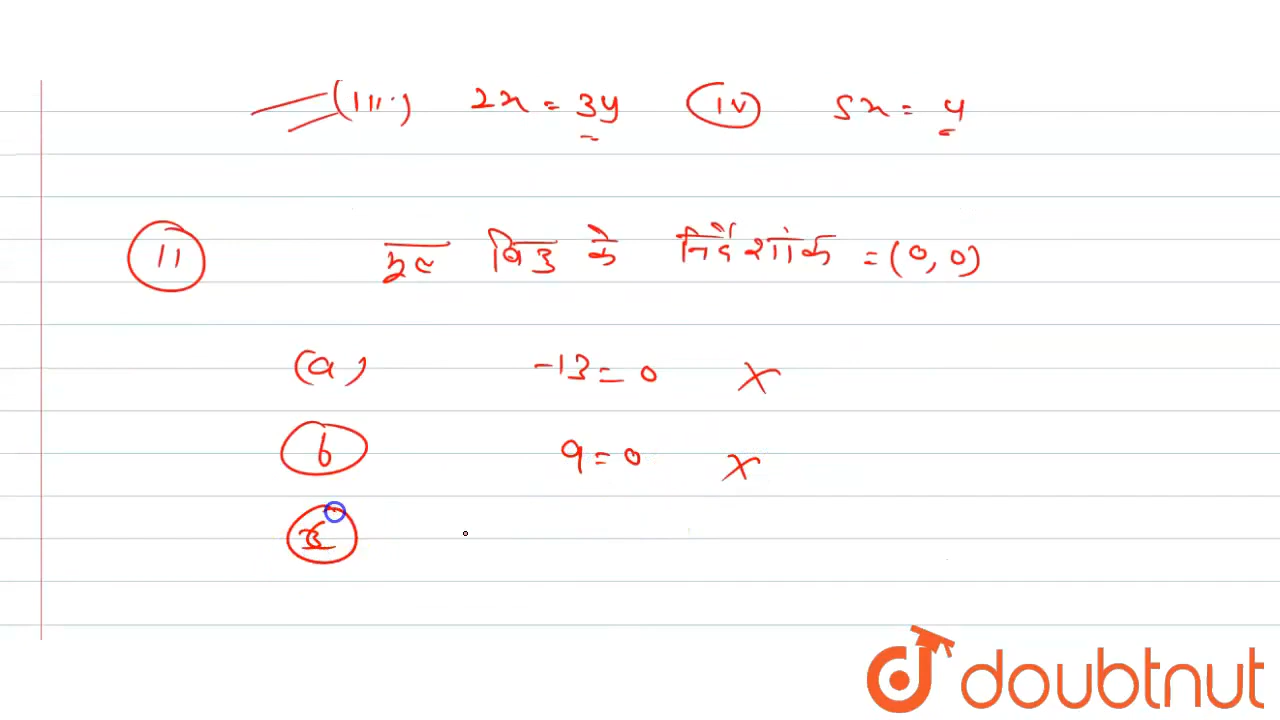 (iii.) 2x = 3y (iv) 5x = y
11 मूल बिंदु के निर्देशांक = (0, 0)
(a) -13 = 0 X
b 9 = 0 X
doubtnut